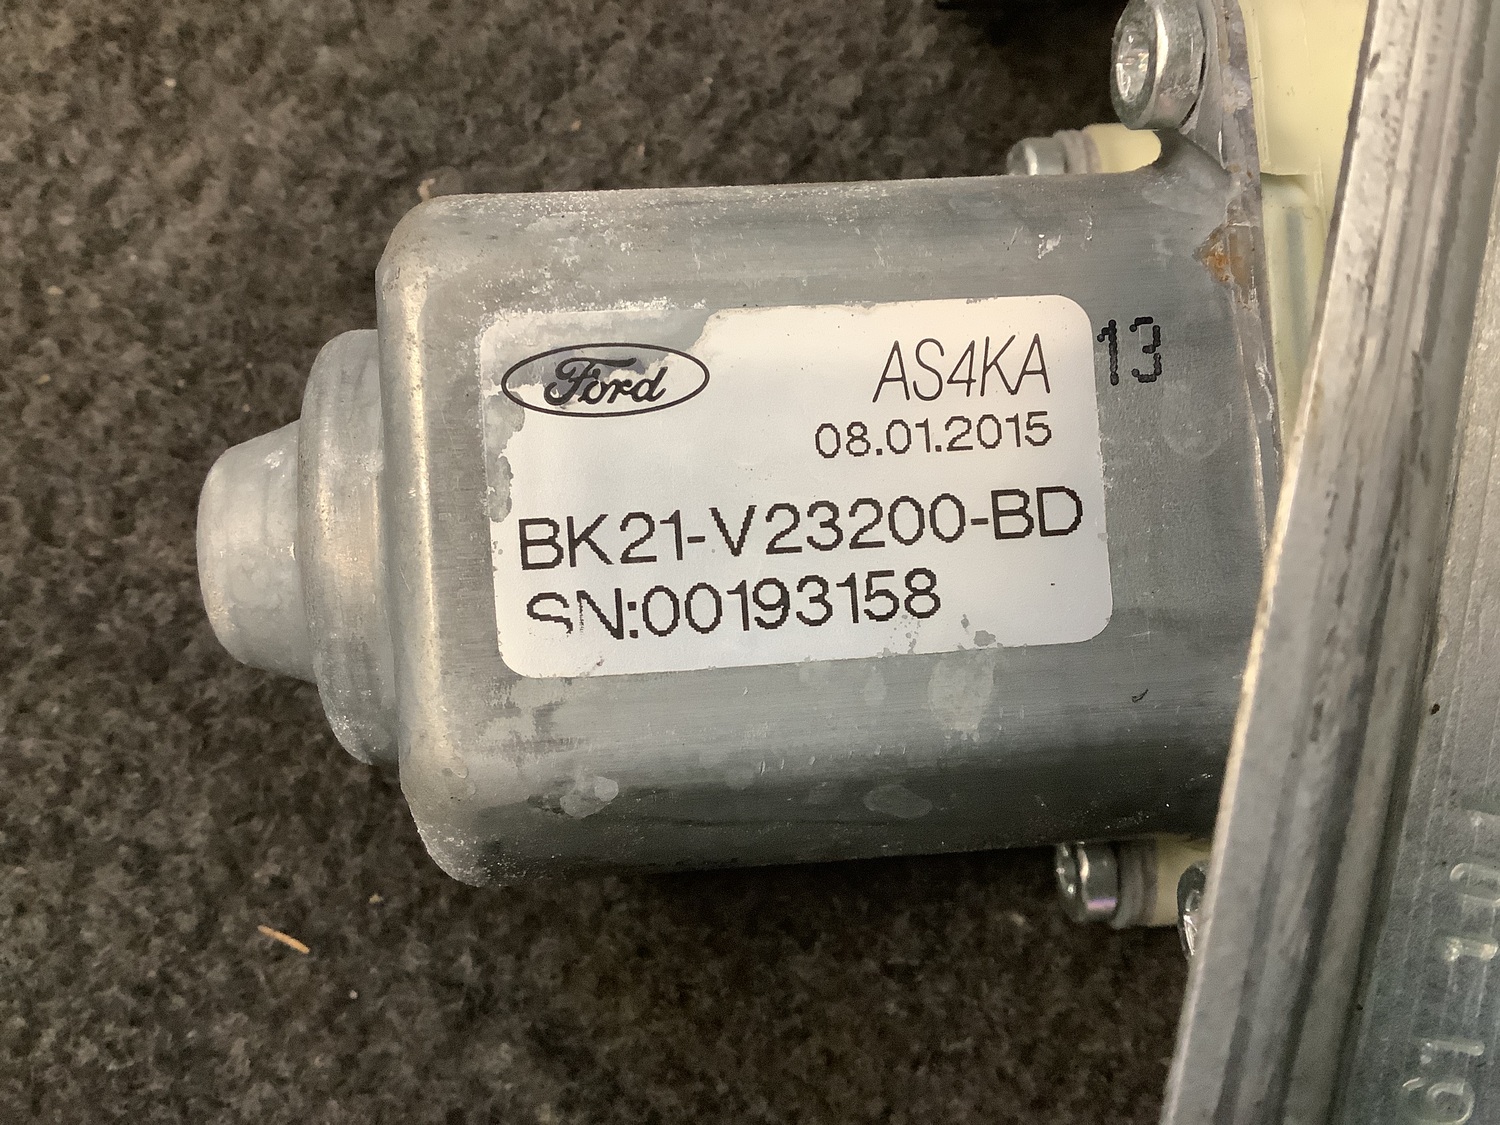 Ford
AS4KA
13
08.01.2015
BK21-V23200-BD
SN:00193158